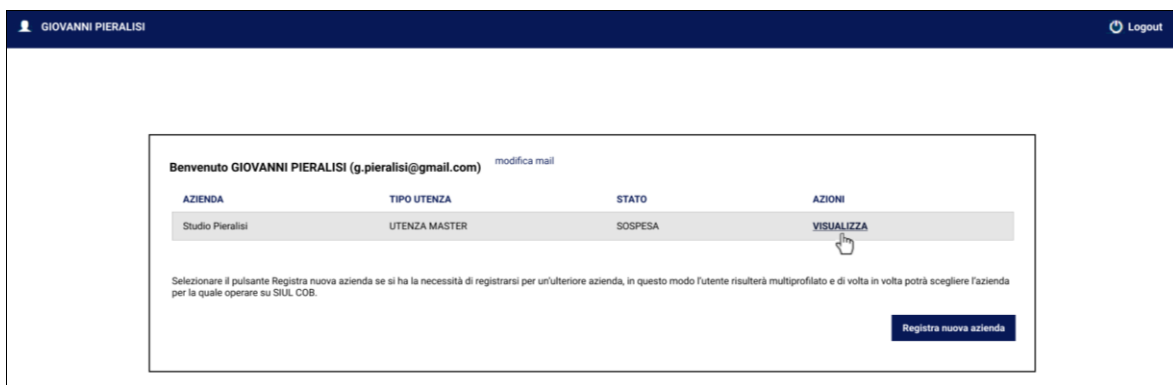 GIOVANNI PIERALISI
Logout
Benvenuto GIOVANNI PIERALISI (g.pieralisi@gmail.com) modifica mail
AZIENDA TIPO UTENZA STATO AZIONI
Studio Pieralisi UTENZA MASTER SOSPESA VISUALIZZA
Selezionare il pulsante Registra nuova azienda se si ha la necessità di registrarsi per un'ulteriore azienda, in questo modo l'utente risulterà multiprofilato e di volta in volta potrà scegliere l'azienda
per la quale operare su SIUL COB.
Registra nuova azienda